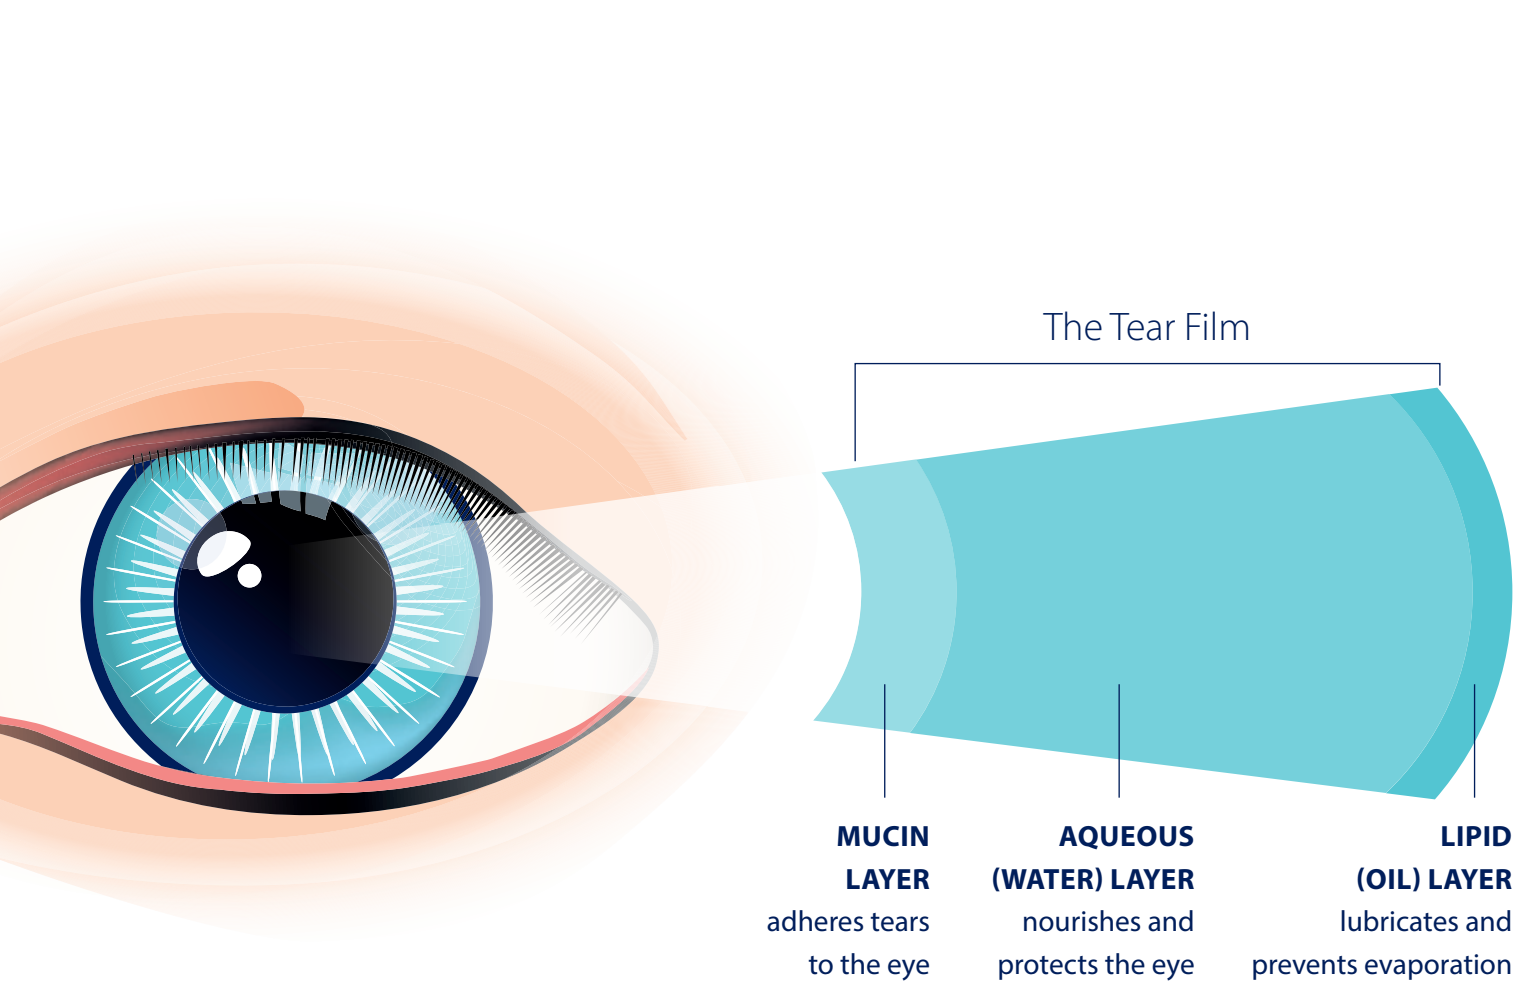 The Tear Film
MUCIN
LAYER
adheres tears
to the eye
AQUEOUS
(WATER) LAYER
nourishes and
protects the eye
LIPID
(OIL) LAYER
lubricates and
prevents evaporation